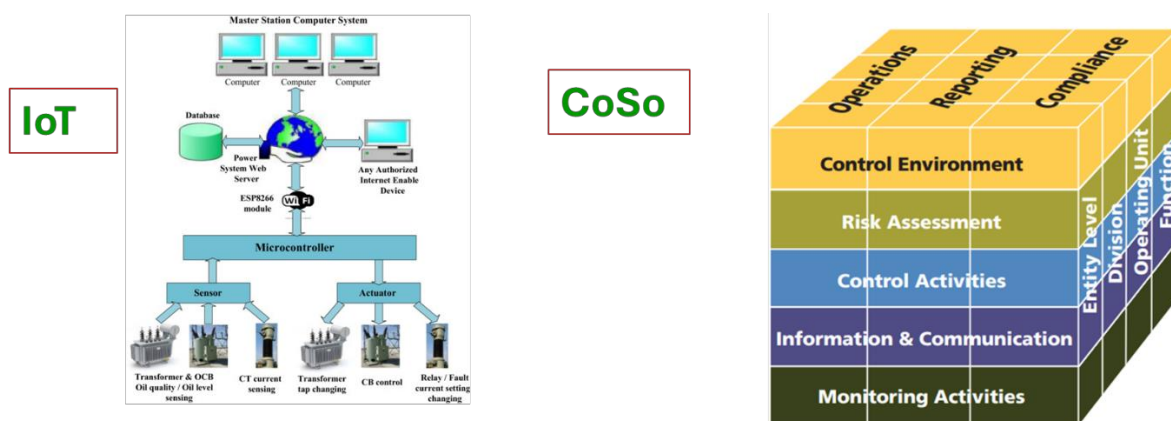 IoT
Master Station Computer System
Computer Computer Computer
Database
Power
System Web
Server
Any Authorized
Internet Enable
Device
ESP8266
module
Wi Fi
Microcontroller
Sensor
Actuator
Transformer & OCB
Oil quality / Oil level
sensing
CT current
sensing
Transformer
tap changing
CB control
Relay / Fault
current setting
changing
CoSo
Operations
Reporting
Compliance
Control Environment
Risk Assessment
Control Activities
Information & Communication
Monitoring Activities
Entity Level
Division
Operating Unit
Function